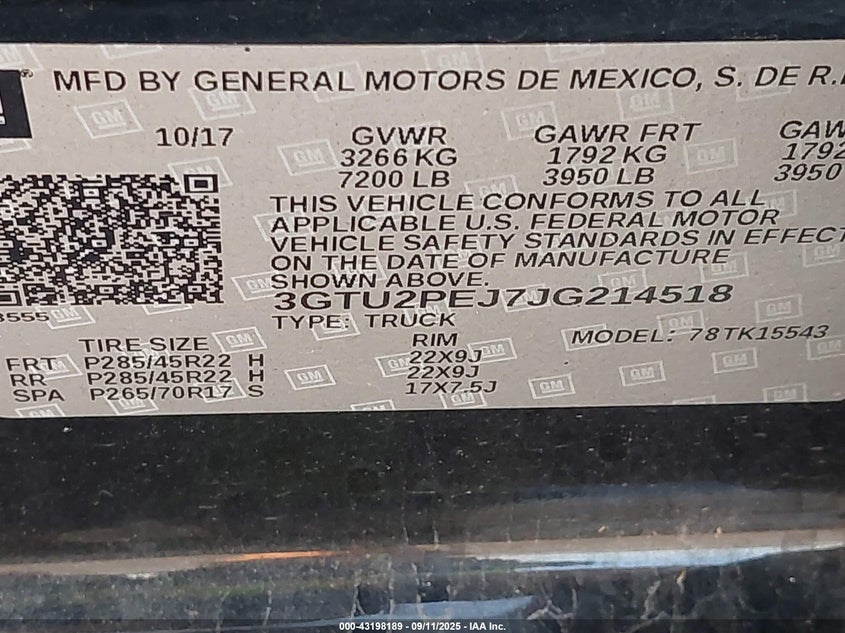 MFD BY GENERAL MOTORS DE MEXICO, S. DE R.
10/17
GVWR
3266 KG
7200 LB
GAWR FRT
1792 KG
3950 LB
GAW
1792
3950
THIS VEHICLE CONFORMS TO ALL
APPLICABLE U.S. FEDERAL MOTOR
VEHICLE SAFETY STANDARDS IN EFFECT
ON THE DATE OF MANUFACTURE
SHOWN ABOVE.
3GTU2PEJ7JG214518
TYPE: TRUCK
MODEL: 78TK15543
3555
TIRE SIZE RIM
FRT P285/45R22 H 22X9J
RR P285/45R22 H 22X9J
SPA P265/70R17 S 17X7.5J
GM
000-43198189 - 09/11/2025 - IAA Inc.